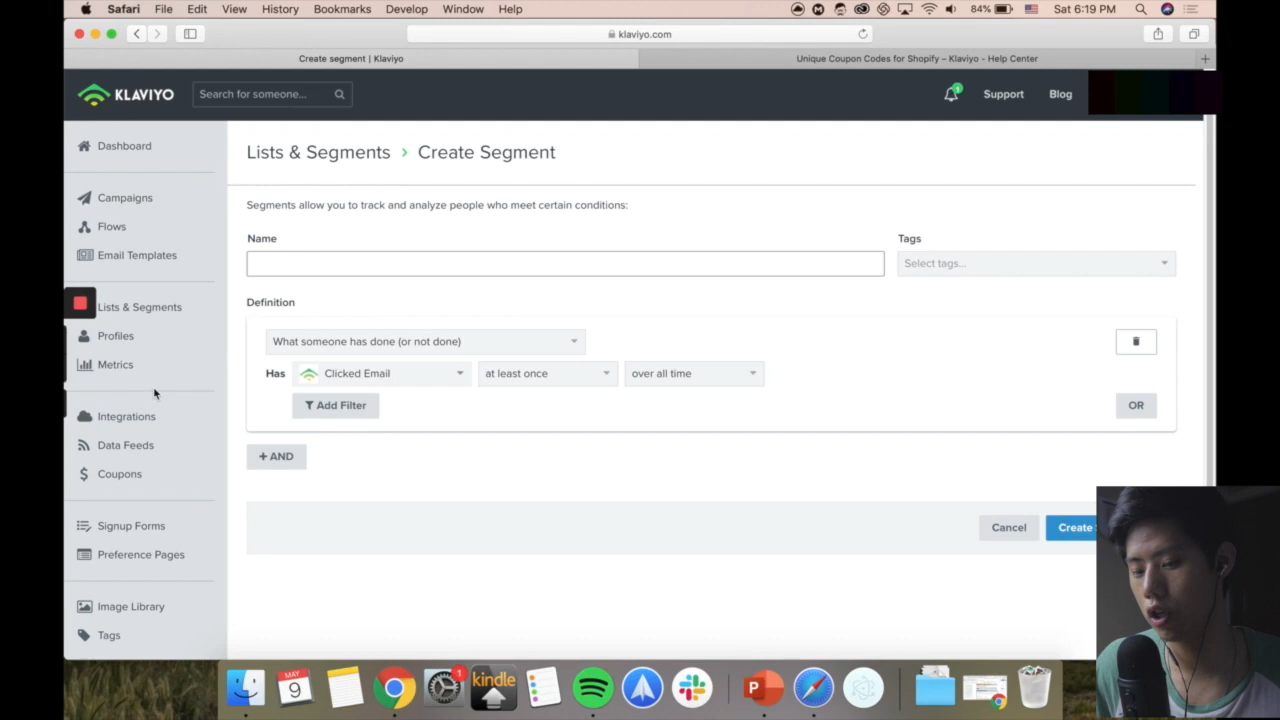 Safari File Edit View History Bookmarks Develop Window Help
84% Sat 6:19 PM
klaviyo.com
Create segment | Klaviyo
Unique Coupon Codes for Shopify – Klaviyo - Help Center
KLAVIYO
Search for someone...
1
Support
Blog
Dashboard
Campaigns
Flows
Email Templates
Lists & Segments
Profiles
Metrics
Integrations
Data Feeds
Coupons
Signup Forms
Preference Pages
Image Library
Tags
Lists & Segments › Create Segment
Segments allow you to track and analyze people who meet certain conditions:
Name
Tags
Select tags...
Definition
What someone has done (or not done)
Has Clicked Email at least once over all time
Add Filter
OR
+ AND
Cancel
Create
MAY
9
1
kindle
P